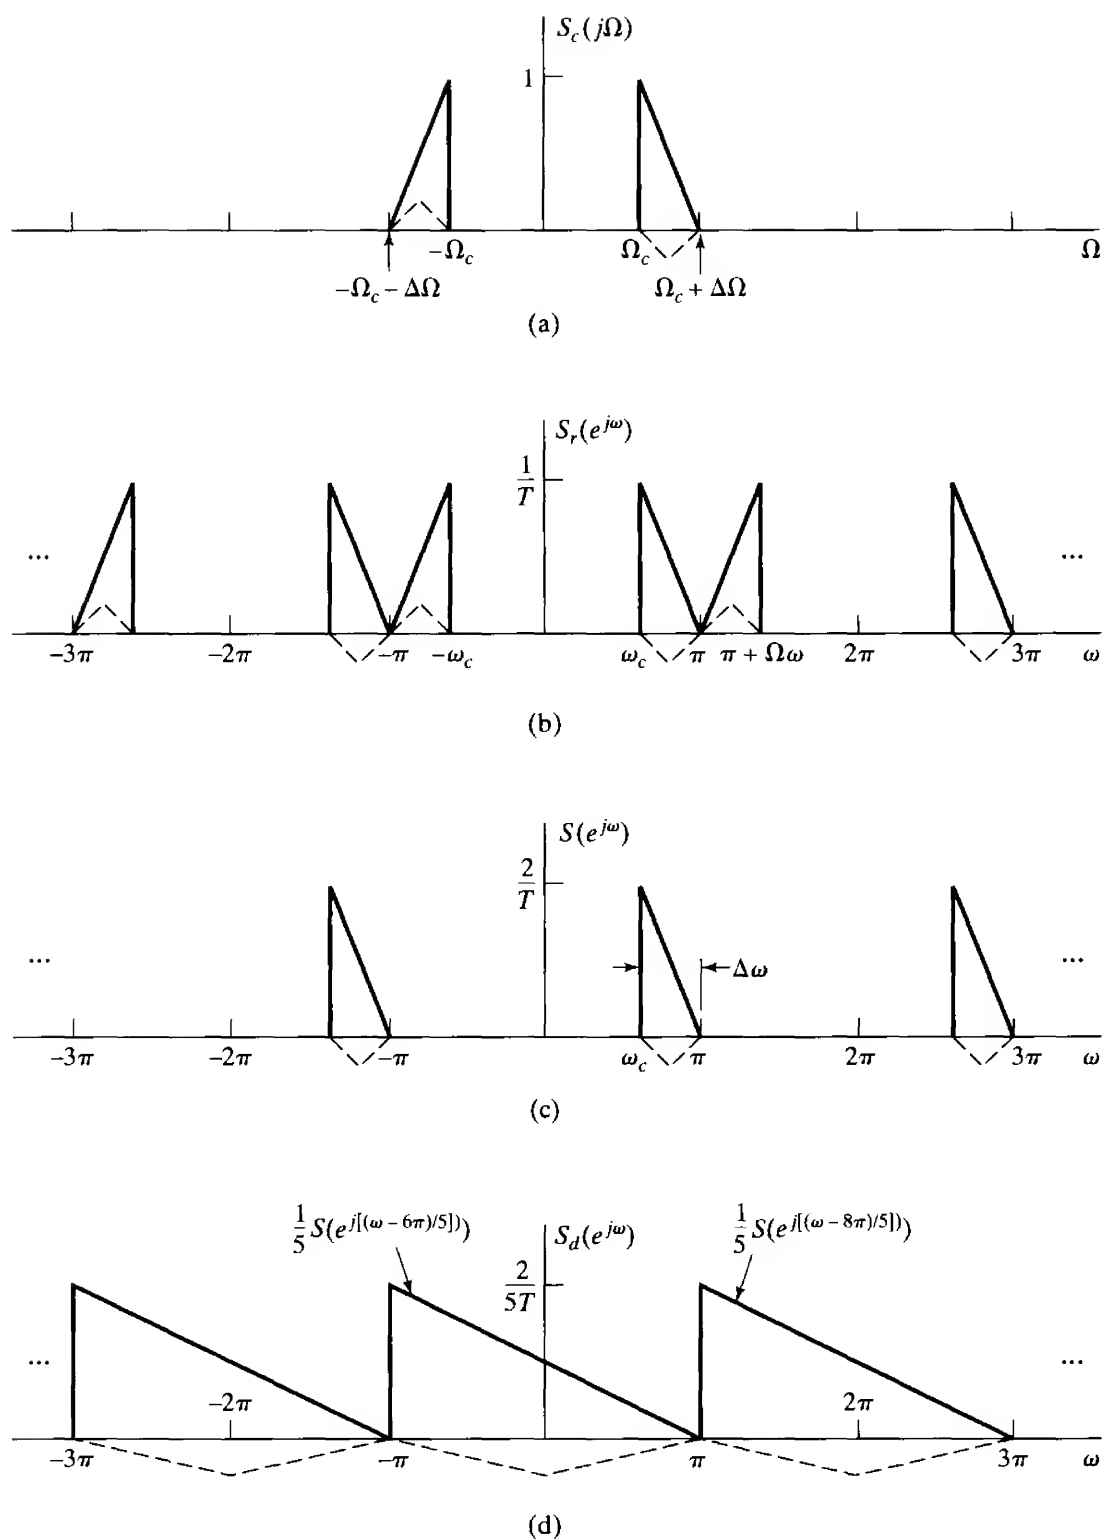 S_c(jΩ)
1
−Ω_c Ω_c Ω
−Ω_c − ΔΩ Ω_c + ΔΩ
(a)
S_r(e^{jω})
1/T
... ...
−3π −2π −π −ω_c ω_c π π + Ωω 2π 3π ω
(b)
S(e^{jω})
2/T
... Δω ...
−3π −2π −π ω_c π 2π 3π ω
(c)
1/5 S(e^{j[(ω − 6π)/5]}) S_d(e^{jω}) 1/5 S(e^{j[(ω − 8π)/5]})
2/5T
... ...
−2π 2π
−3π −π π 3π ω
(d)